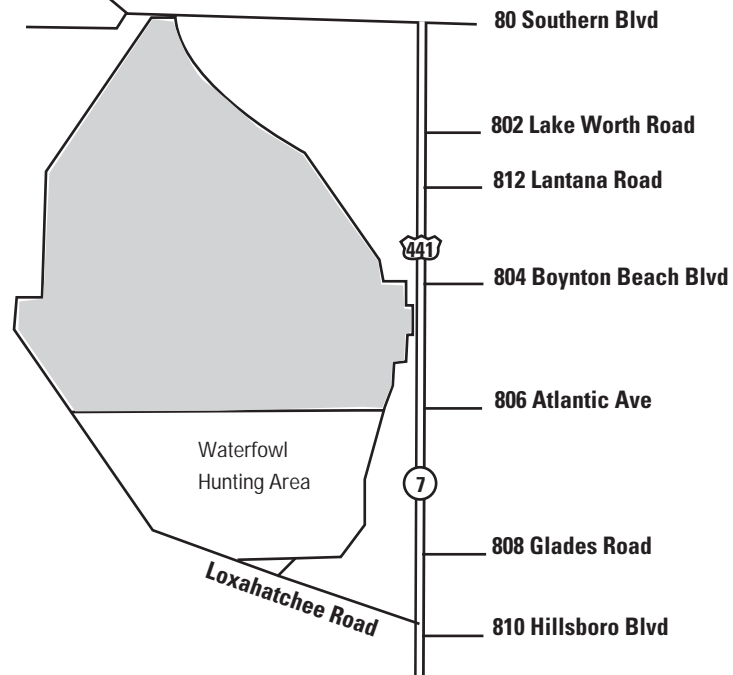 80 Southern Blvd
802 Lake Worth Road
812 Lantana Road
441
804 Boynton Beach Blvd
806 Atlantic Ave
Waterfowl
Hunting Area
7
808 Glades Road
Loxahatchee Road
810 Hillsboro Blvd